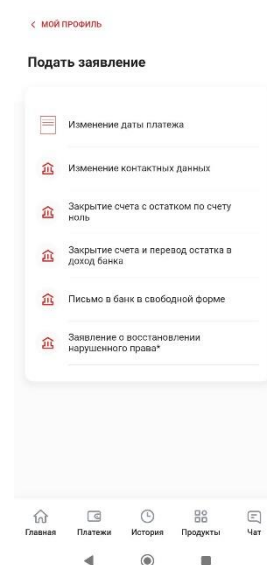 МОЙ ПРОФИЛЬ
Подать заявление
Изменение даты платежа
Изменение контактных данных
Закрытие счета с остатком по счету
ноль
Закрытие счета и перевод остатка в
доход банка
Письмо в банк в свободной форме
Заявление о восстановлении
нарушенного права*
Главная Платежи История Продукты Чат